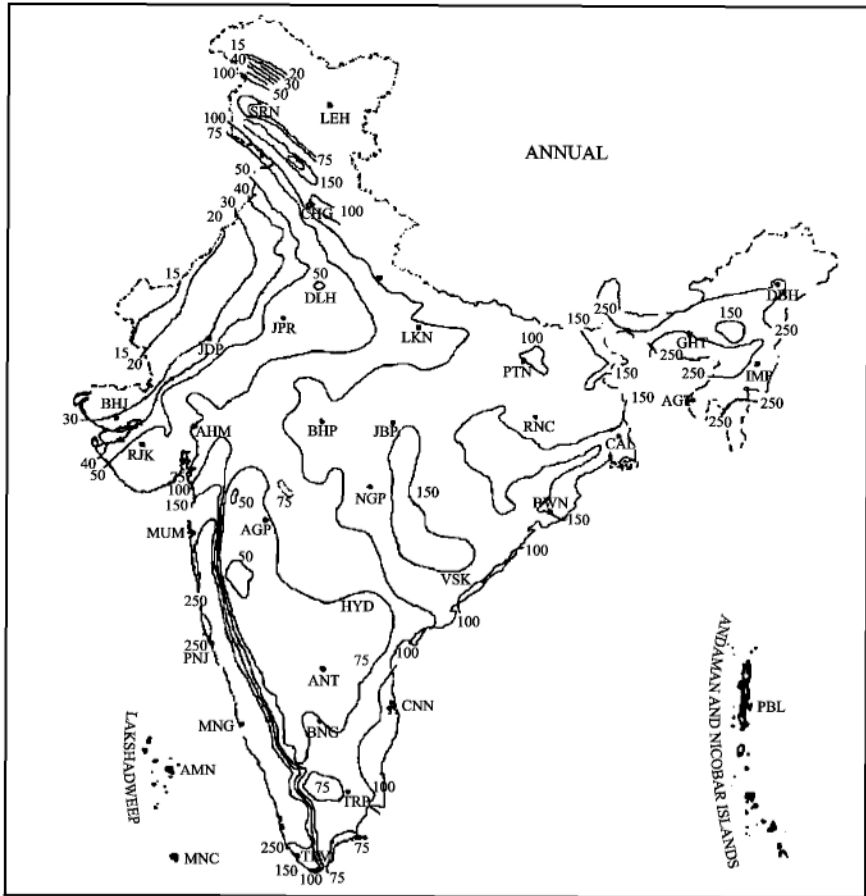 15
40
100
20
30
50
SRN
LEH
100
75
75
150
ANNUAL
50
40
30
20
CHG
100
15
50
DLH
250
DBH
150
150
250
GHT
JPR
LKN
100
250
JDP
15
20
PTN
150
250
IMP
BHJ
30
150
AGT
250
AHM
BHP
JBP
RNC
CAL
RJK
40
50
75
100
150
50
75
NGP
150
BWN
150
MUM
AGP
100
50
VSK
250
HYD
100
250
PNJ
75
100
ANT
CNN
PBL
MNG
BNG
LAKSHADWEEP
ANDAMAN AND NICOBAR ISLANDS
AMN
75
100
TRP
250
TRV
75
MNC
150
100
75